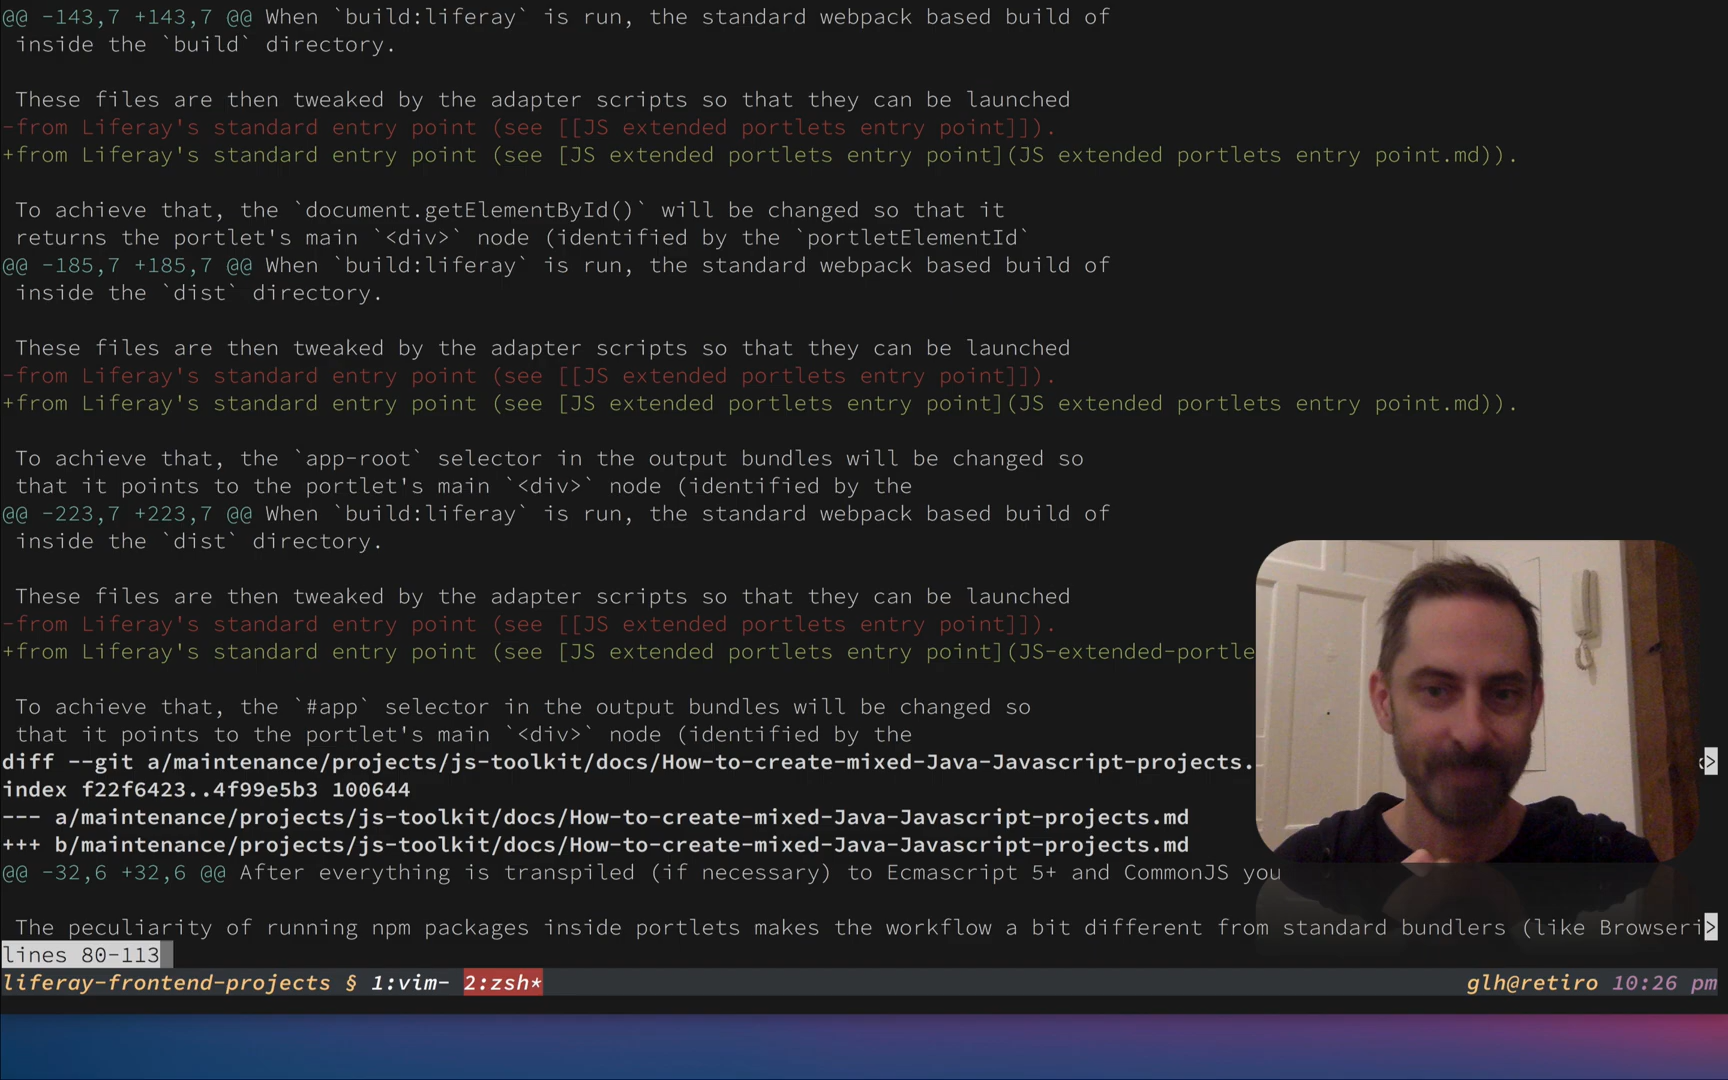 @@ -143,7 +143,7 @@ When `build:liferay` is run, the standard webpack based build of
inside the `build` directory.
These files are then tweaked by the adapter scripts so that they can be launched
-from Liferay's standard entry point (see [[JS extended portlets entry point]]).
+from Liferay's standard entry point (see [JS extended portlets entry point](JS extended portlets entry point.md)).
To achieve that, the `document.getElementById()` will be changed so that it
returns the portlet's main `<div>` node (identified by the `portletElementId`
@@ -185,7 +185,7 @@ When `build:liferay` is run, the standard webpack based build of
inside the `dist` directory.
These files are then tweaked by the adapter scripts so that they can be launched
-from Liferay's standard entry point (see [[JS extended portlets entry point]]).
+from Liferay's standard entry point (see [JS extended portlets entry point](JS extended portlets entry point.md)).
To achieve that, the `app-root` selector in the output bundles will be changed so
that it points to the portlet's main `<div>` node (identified by the
@@ -223,7 +223,7 @@ When `build:liferay` is run, the standard webpack based build of
inside the `dist` directory.
These files are then tweaked by the adapter scripts so that they can be launched
-from Liferay's standard entry point (see [[JS extended portlets entry point]]).
+from Liferay's standard entry point (see [JS extended portlets entry point](JS-extended-portle
To achieve that, the `#app` selector in the output bundles will be changed so
that it points to the portlet's main `<div>` node (identified by the
diff --git a/maintenance/projects/js-toolkit/docs/How-to-create-mixed-Java-Javascript-projects. >
index f22f6423..4f99e5b3 100644
--- a/maintenance/projects/js-toolkit/docs/How-to-create-mixed-Java-Javascript-projects.md
+++ b/maintenance/projects/js-toolkit/docs/How-to-create-mixed-Java-Javascript-projects.md
@@ -32,6 +32,6 @@ After everything is transpiled (if necessary) to Ecmascript 5+ and CommonJS you
The peculiarity of running npm packages inside portlets makes the workflow a bit different from standard bundlers (like Browseri>
lines 80-113
liferay-frontend-projects § 1:vim- 2:zsh* glh@retiro 10:26 pm